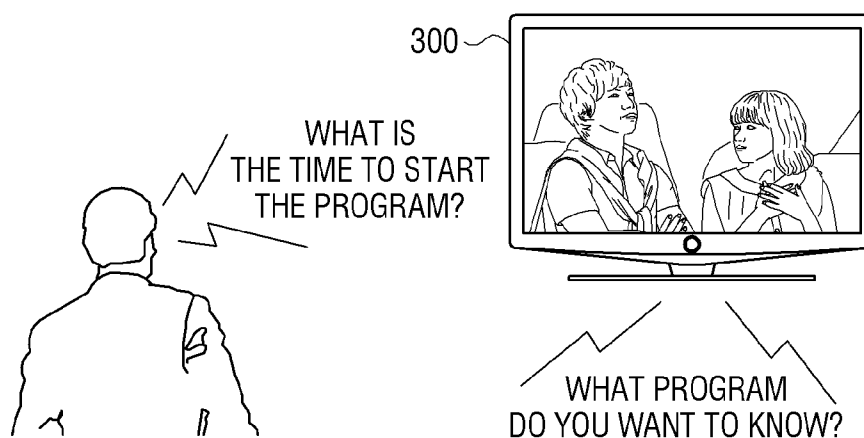 300
WHAT IS
THE TIME TO START
THE PROGRAM?
WHAT PROGRAM
DO YOU WANT TO KNOW?